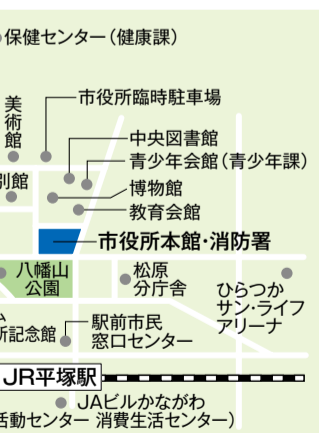 保健センター(健康課)
美術館
市役所臨時駐車場
中央図書館
青少年会館(青少年課)
別館
博物館
教育会館
市役所本館・消防署
八幡山
公園
松原
分庁舎
ひらつか
サン・ライフ
アリーナ
所記念館
駅前市民
窓口センター
JR平塚駅
JAビルかながわ
活動センター 消費生活センター)